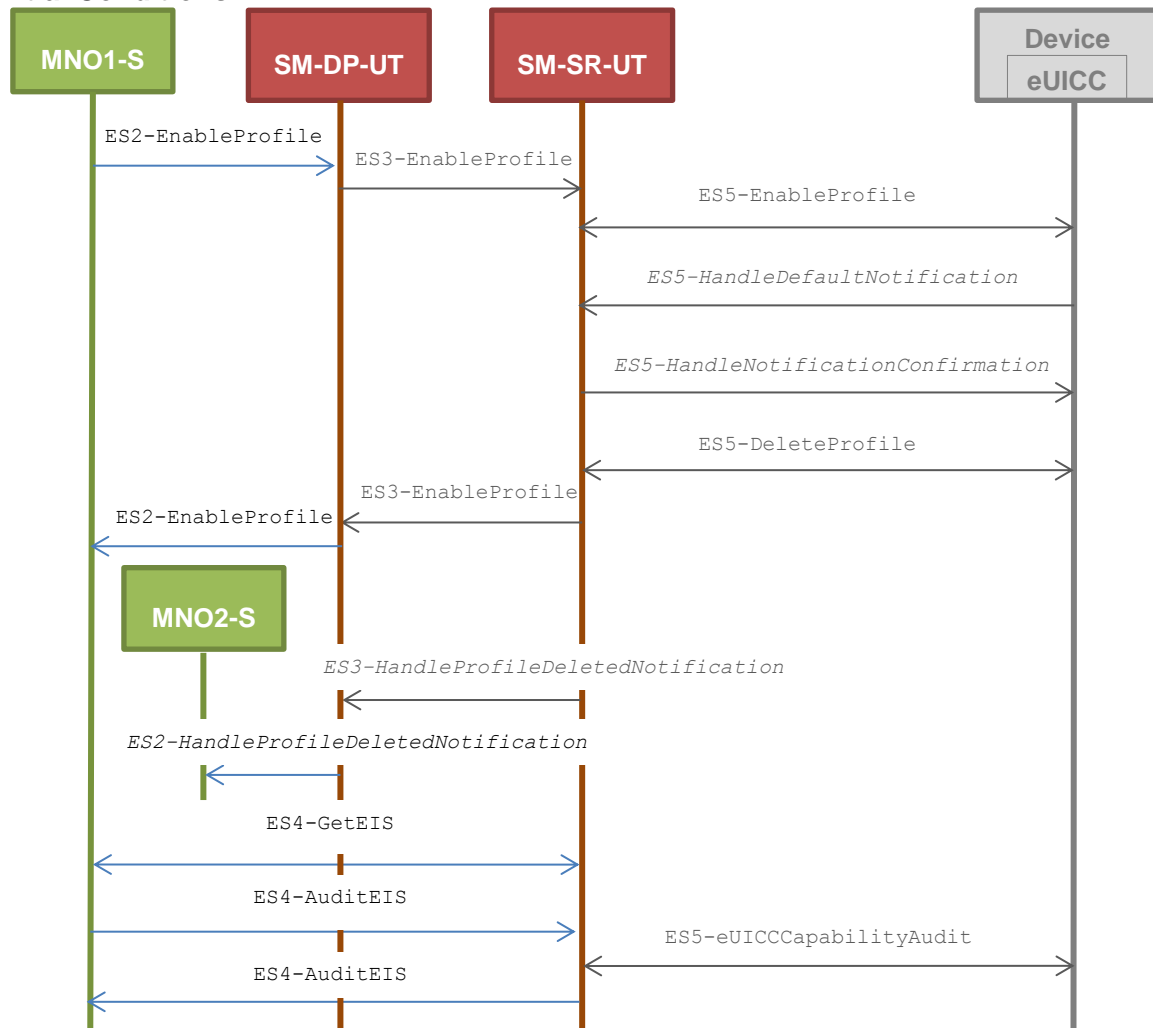 MNO1-S
SM-DP-UT
SM-SR-UT
Device
eUICC
ES2-EnableProfile
ES3-EnableProfile
ES5-EnableProfile
ES5-HandleDefaultNotification
ES5-HandleNotificationConfirmation
ES5-DeleteProfile
ES3-EnableProfile
ES2-EnableProfile
MNO2-S
ES3-HandleProfileDeletedNotification
ES2-HandleProfileDeletedNotification
ES4-GetEIS
ES4-AuditEIS
ES5-eUICCCapabilityAudit
ES4-AuditEIS